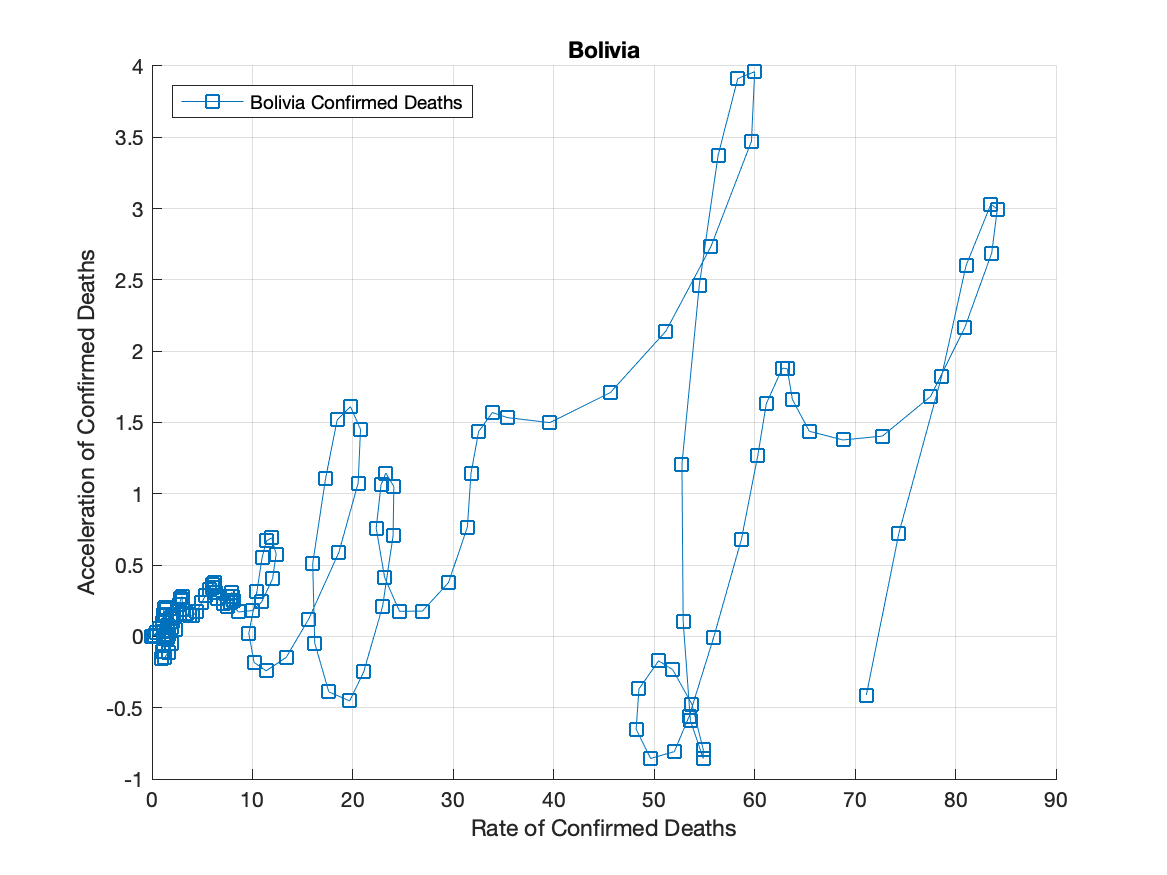 Bolivia
Bolivia Confirmed Deaths
4
3.5
3
2.5
2
1.5
1
0.5
0
-0.5
-1
Acceleration of Confirmed Deaths
0 10 20 30 40 50 60 70 80 90
Rate of Confirmed Deaths